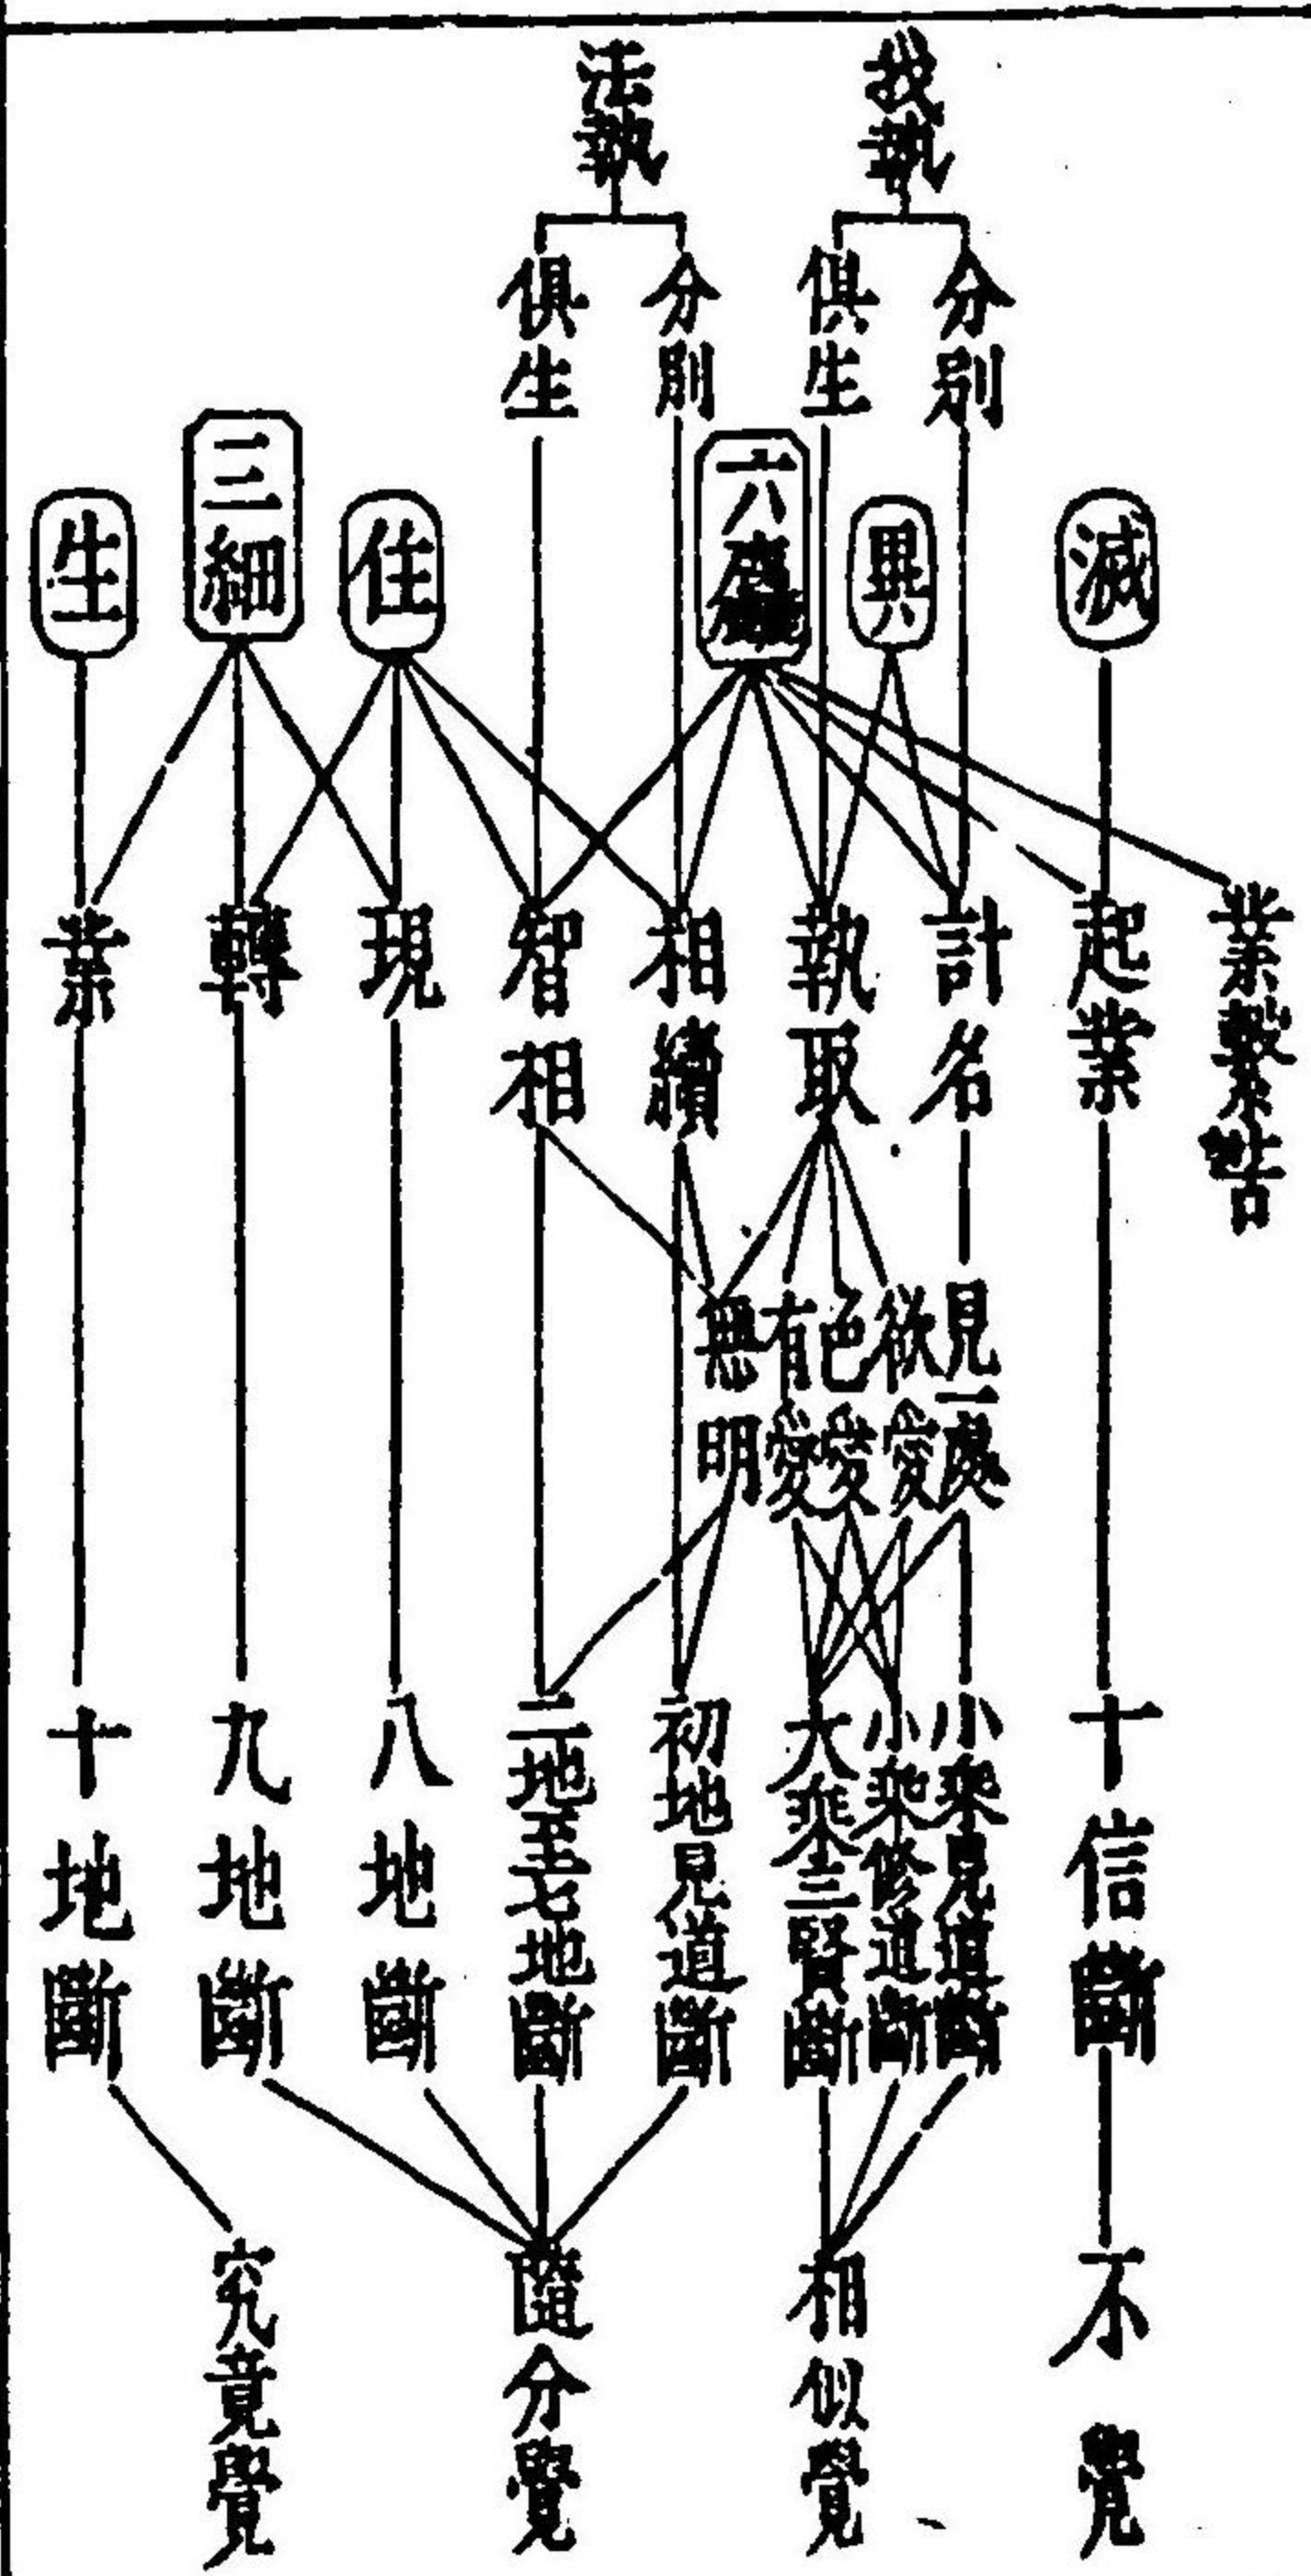 我執
法執
分別
俱生
分別
俱生
滅
異
六麤
住
三細
生
業繫苦
起業
計名
執取
相續
智相
現
轉
業
見一處
欲愛
色愛
有愛
無明
十信斷
小乘見道斷
小乘修道斷
大乘三賢斷
初地見道斷
二地至七地斷
八地斷
九地斷
十地斷
不覺
相似覺
隨分覺
究竟覺